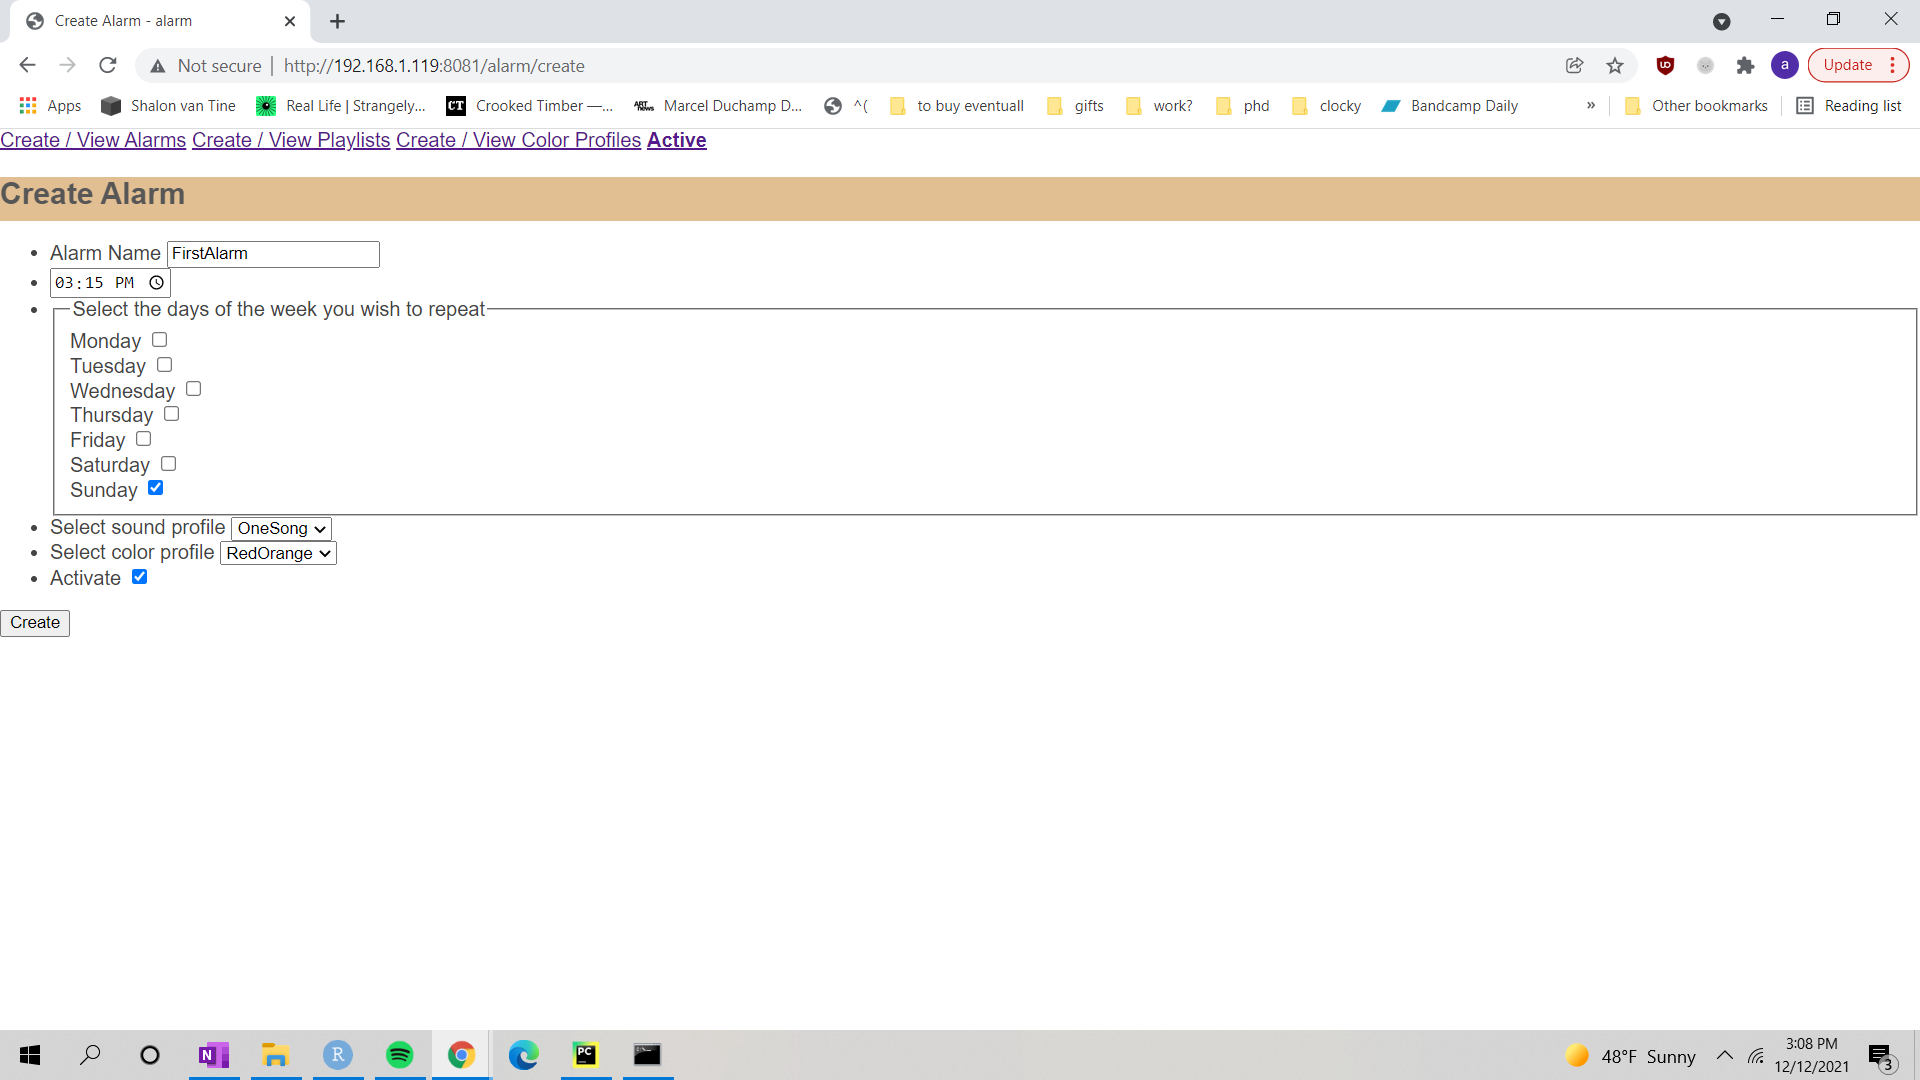 Create Alarm - alarm
Not secure | http://192.168.1.119:8081/alarm/create
a
Update
Apps
Shalon van Tine
Real Life | Strangely...
CT
Crooked Timber —...
ART news
Marcel Duchamp D...
^(
to buy eventuall
gifts
work?
phd
clocky
Bandcamp Daily
»
Other bookmarks
Reading list
Create / View Alarms Create / View Playlists Create / View Color Profiles Active
Create Alarm
Alarm Name FirstAlarm
03:15 PM
Select the days of the week you wish to repeat
Monday
Tuesday
Wednesday
Thursday
Friday
Saturday
Sunday
Select sound profile OneSong
Select color profile RedOrange
Activate
Create
N
R
PC
48°F Sunny
3:08 PM
12/12/2021
3